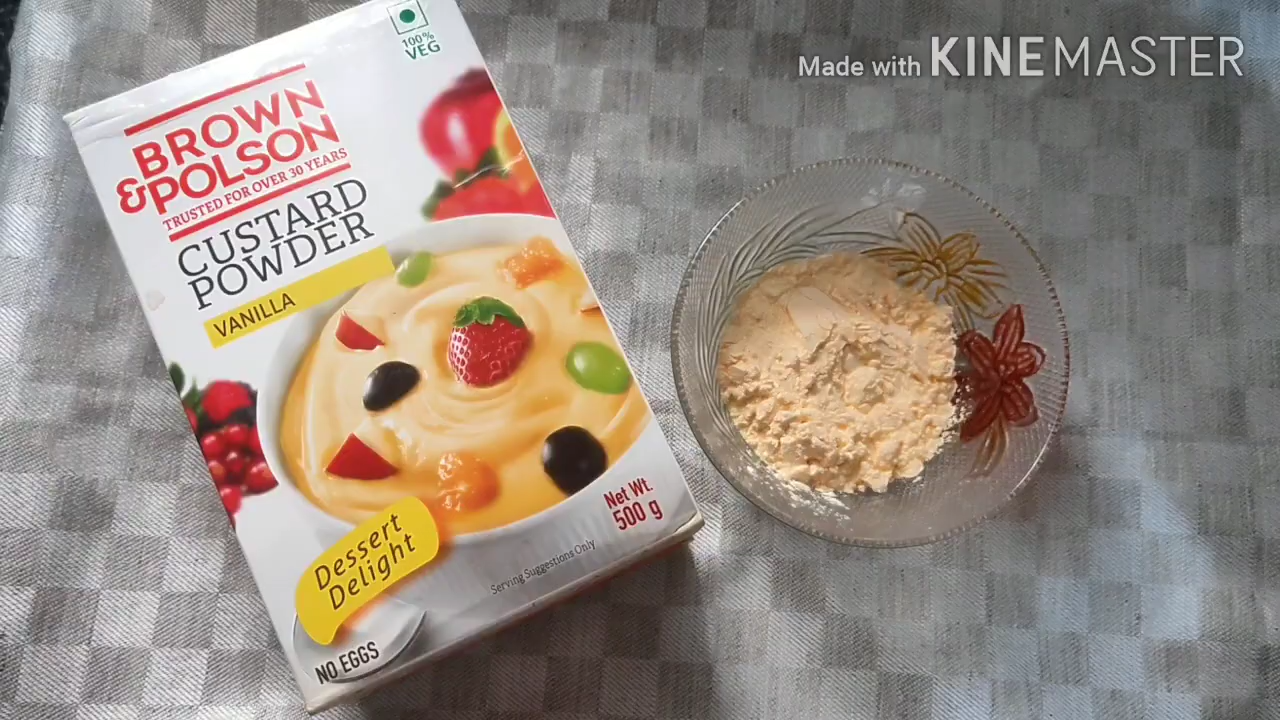 Made with KINEMASTER
100%
VEG
BROWN
&POLSON
TRUSTED FOR OVER 30 YEARS
CUSTARD
POWDER
VANILLA
Net Wt.
500 g
Dessert
Delight
Serving Suggestions Only
NO EGGS